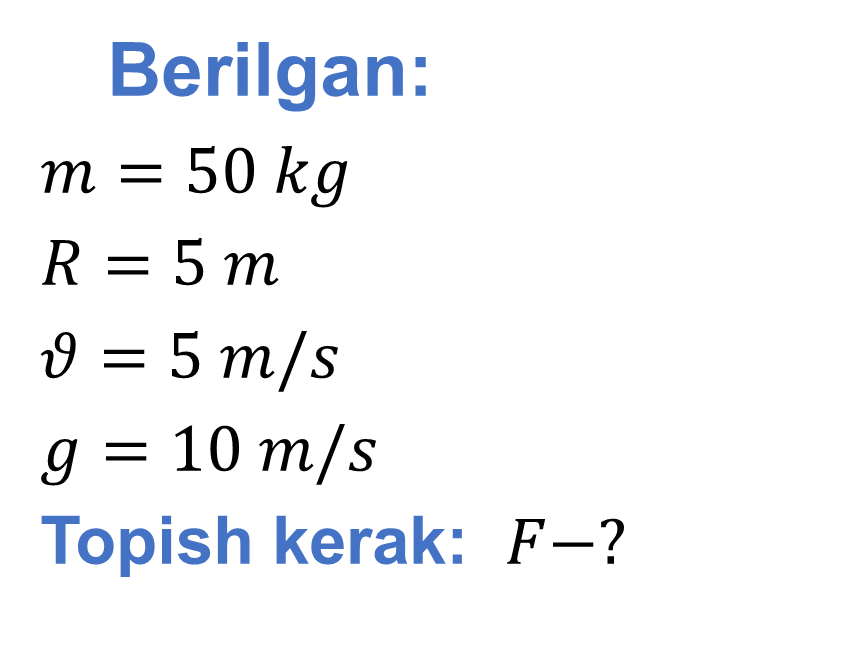 Berilgan:
𝑚 = 50 𝑘𝑔
𝑅 = 5 𝑚
𝜗 = 5 𝑚/𝑠
𝑔 = 10 𝑚/𝑠
Topish kerak: 𝐹−?